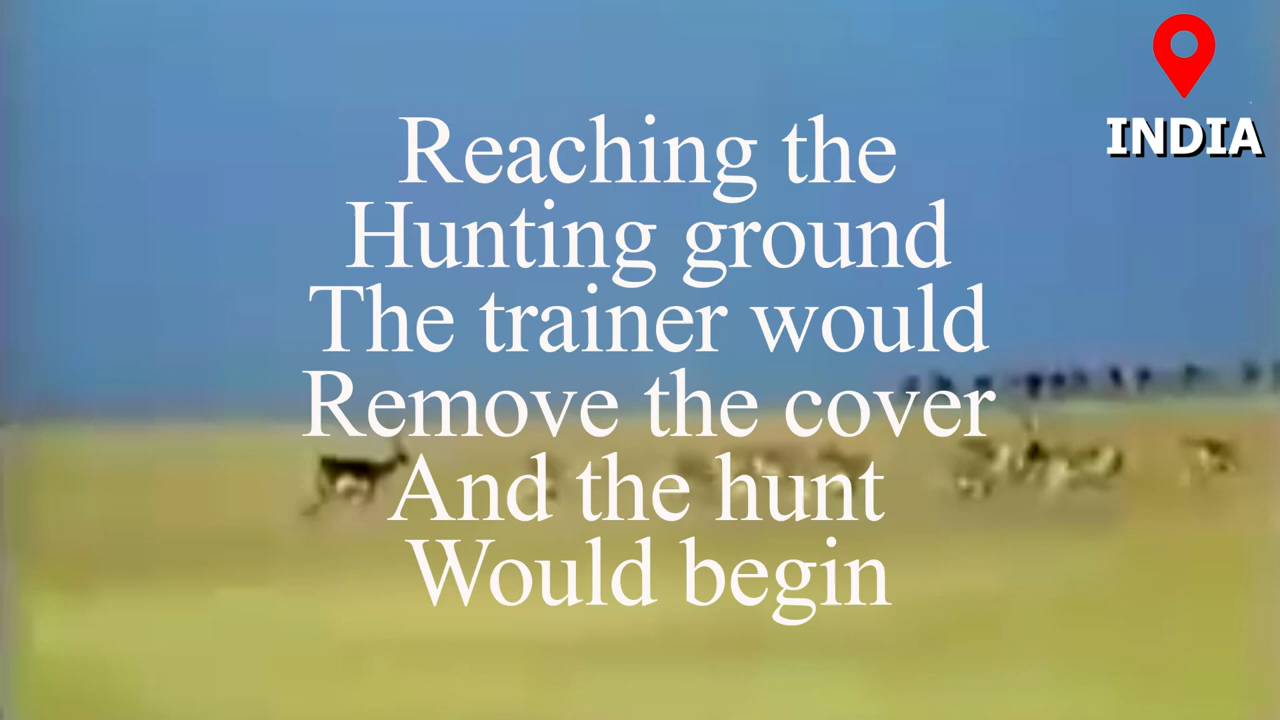 INDIA
Reaching the
Hunting ground
The trainer would
Remove the cover
And the hunt
Would begin